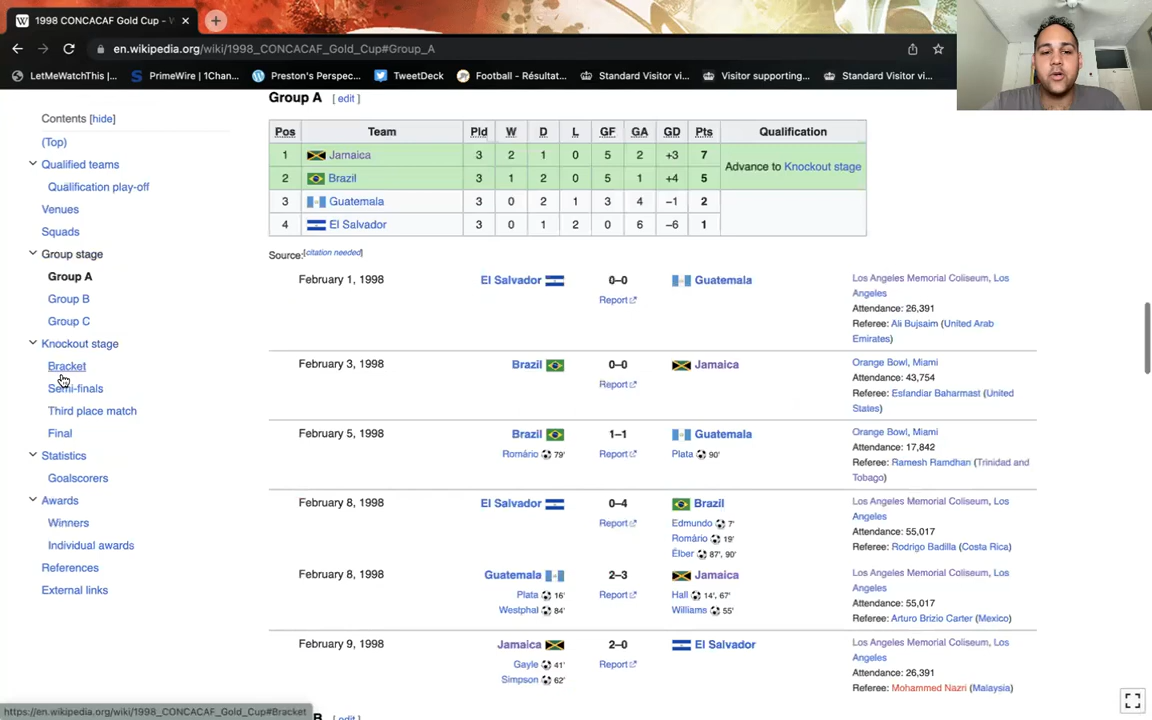 1998 CONCACAF Gold Cup - W
en.wikipedia.org/wiki/1998_CONCACAF_Gold_Cup#Group_A
LetMeWatchThis |... PrimeWire | 1Chan... Preston's Perspec... TweetDeck Football - Résultat... Standard Visitor vi... Visitor supporting... Standard Visitor vi...
Contents [hide]
(Top)
Qualified teams
Qualification play-off
Venues
Squads
Group stage
Group A
Group B
Group C
Knockout stage
Bracket
Semi-finals
Third place match
Final
Statistics
Goalscorers
Awards
Winners
Individual awards
References
External links
Group A [ edit ]
Pos Team Pld W D L GF GA GD Pts Qualification
1 Jamaica 3 2 1 0 5 2 +3 7 Advance to Knockout stage
2 Brazil 3 1 2 0 5 1 +4 5
3 Guatemala 3 0 2 1 3 4 −1 2
4 El Salvador 3 0 1 2 0 6 −6 1
Source:[citation needed]
February 1, 1998 El Salvador 0–0 Guatemala Los Angeles Memorial Coliseum, Los
Angeles
Report
Attendance: 26,391
Referee: Ali Bujsaim (United Arab
Emirates)
February 3, 1998 Brazil 0–0 Jamaica Orange Bowl, Miami
Report Attendance: 43,754
Referee: Esfandiar Baharmast (United
States)
February 5, 1998 Brazil 1–1 Guatemala Orange Bowl, Miami
Romário 79' Report Plata 90' Attendance: 17,842
Referee: Ramesh Ramdhan (Trinidad and
Tobago)
February 8, 1998 El Salvador 0–4 Brazil Los Angeles Memorial Coliseum, Los
Angeles
Report Edmundo 7'
Attendance: 55,017
Romário 19'
Referee: Rodrigo Badilla (Costa Rica)
Élber 87', 90'
February 8, 1998 Guatemala 2–3 Jamaica Los Angeles Memorial Coliseum, Los
Angeles
Plata 16' Report Hall 14', 67'
Attendance: 55,017
Westphal 84' Williams 55'
Referee: Arturo Brizio Carter (Mexico)
February 9, 1998 Jamaica 2–0 El Salvador Los Angeles Memorial Coliseum, Los
Angeles
Gayle 41' Report
Attendance: 26,391
Simpson 62'
Referee: Mohammed Nazri (Malaysia)
https://en.wikipedia.org/wiki/1998_CONCACAF_Gold_Cup#Bracket
B [ edit ]